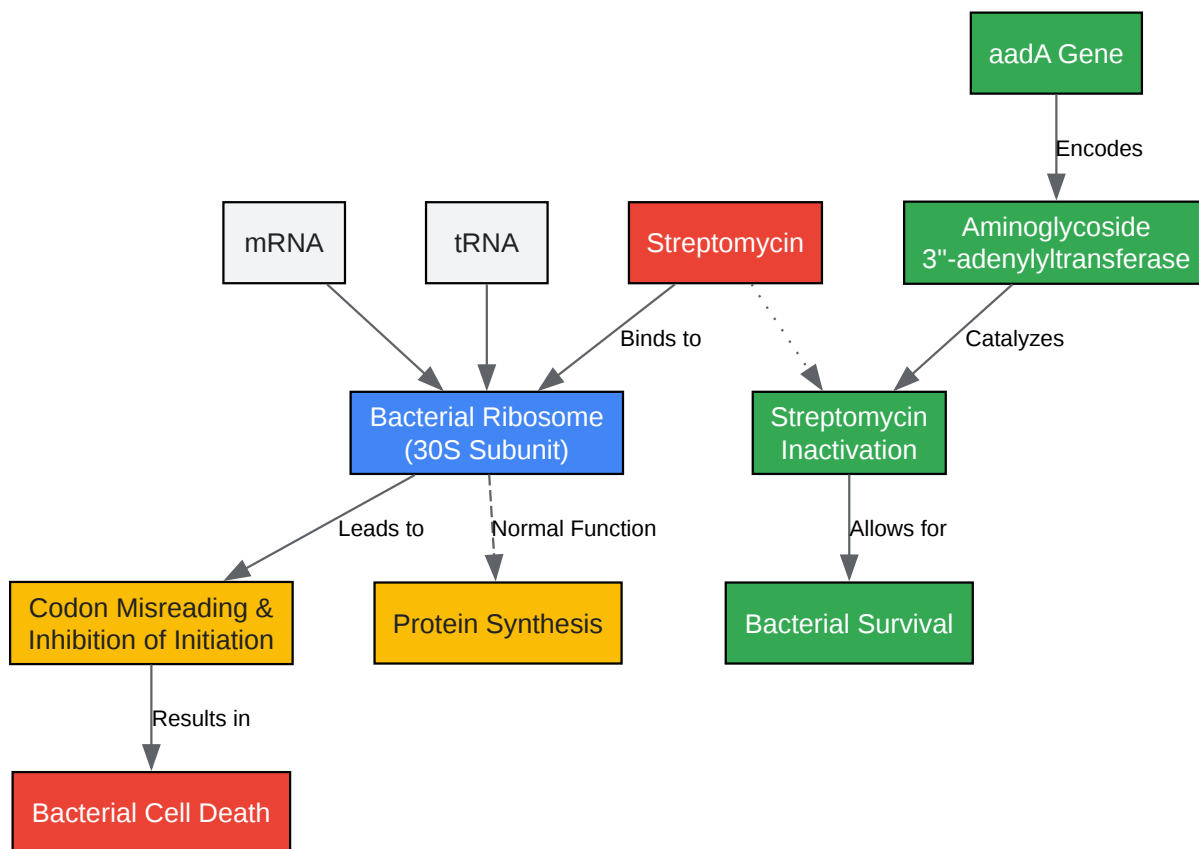 aadA Gene
Encodes
mRNA
tRNA
Streptomycin
Aminoglycoside
3"-adenylyltransferase
Binds to
Catalyzes
Bacterial Ribosome
(30S Subunit)
Streptomycin
Inactivation
Leads to
Normal Function
Allows for
Codon Misreading &
Inhibition of Initiation
Protein Synthesis
Bacterial Survival
Results in
Bacterial Cell Death